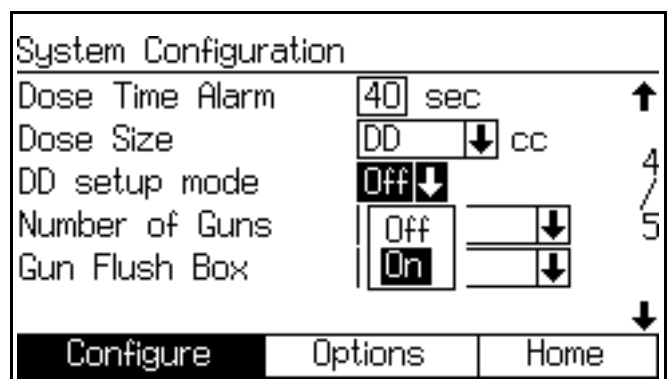 System Configuration
Dose Time Alarm 40 sec
Dose Size DD cc
DD setup mode Off
Number of Guns Off
Gun Flush Box On
4/5
Configure Options Home